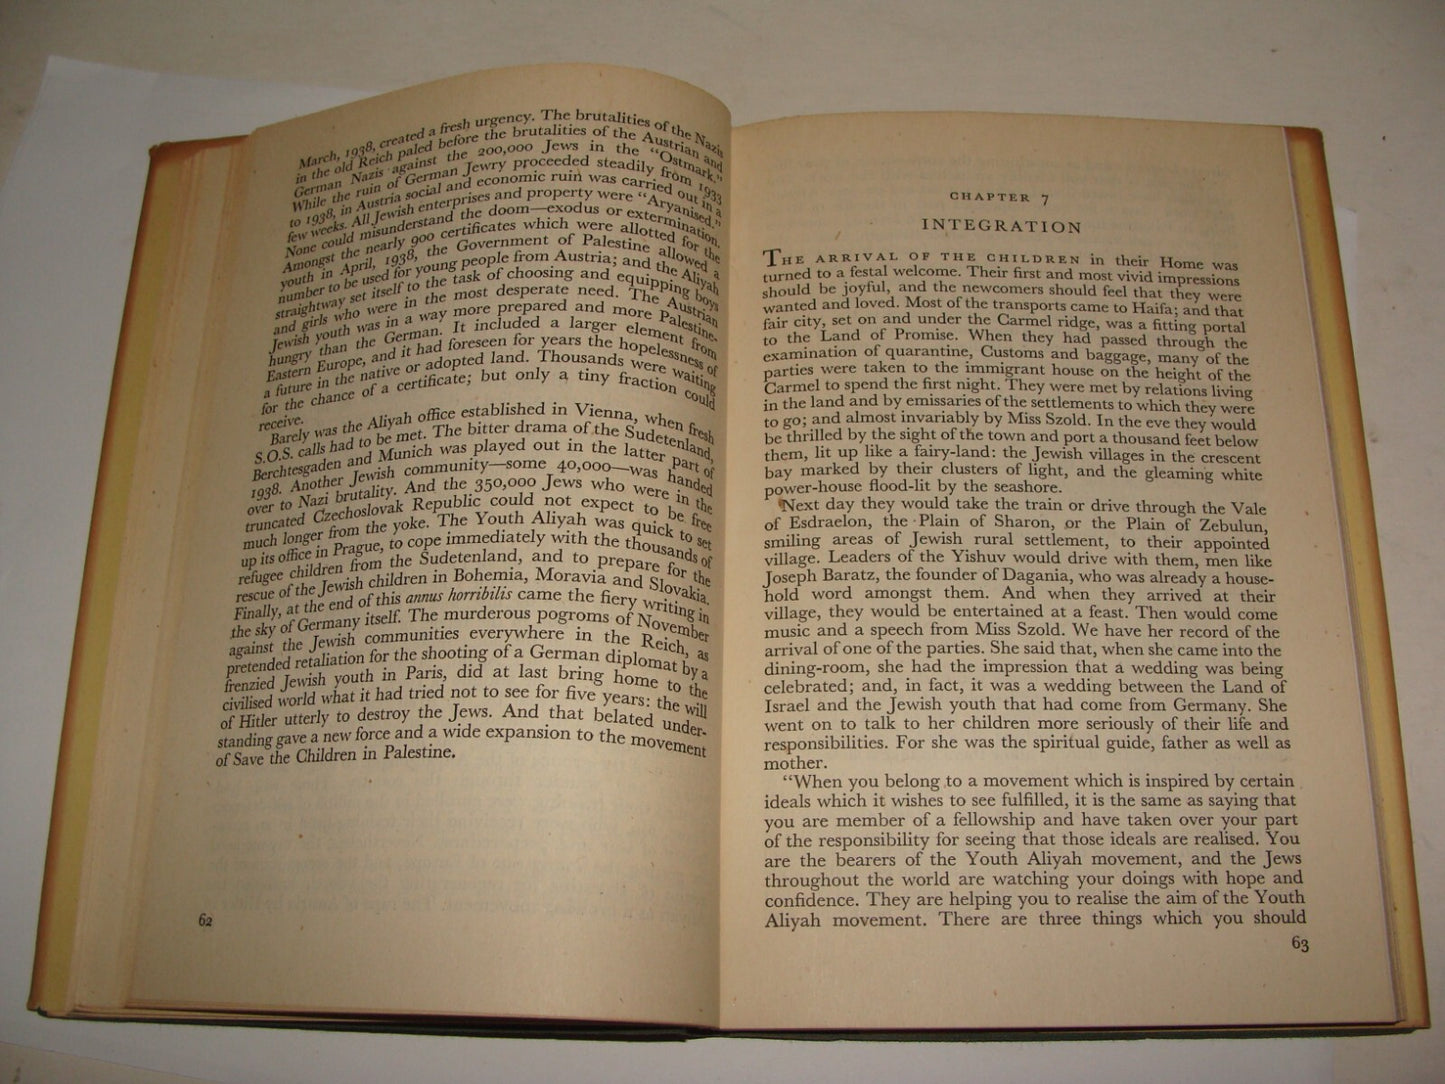 March, 1938, created a fresh urgency. The brutalities of the Nazis
in the old Reich paled before the brutalities of the Austrian and
German Nazis against the 200,000 Jews in the "Ostmark."
While the ruin of German Jewry proceeded steadily from 1933
to 1938, in Austria social and economic ruin was carried out in a
few weeks. All Jewish enterprises and property were "Aryanised."
None could misunderstand the doom—exodus or extermination.
Amongst the nearly 900 certificates which were allotted for the
youth in April, 1938, the Government of Palestine allowed a
number to be used for young people from Austria; and the Aliyah
straightway set itself to the task of choosing and equipping boys
and girls who were in the most desperate need. The Austrian
Jewish youth was in a way more prepared and more Palestine-
hungry than the German. It included a larger element from
Eastern Europe, and it had foreseen for years the hopelessness of
a future in the native or adopted land. Thousands were waiting
for the chance of a certificate; but only a tiny fraction could
receive.
Barely was the Aliyah office established in Vienna, when fresh
S.O.S. calls had to be met. The bitter drama of the Sudetenland,
Berchtesgaden and Munich was played out in the latter part of
1938. Another Jewish community—some 40,000—was handed
over to Nazi brutality. And the 350,000 Jews who were in the
truncated Czechoslovak Republic could not expect to be free
much longer from the yoke. The Youth Aliyah was quick to set
up its office in Prague, to cope immediately with the thousands of
refugee children from the Sudetenland, and to prepare for the
rescue of the Jewish children in Bohemia, Moravia and Slovakia.
Finally, at the end of this annus horribilis came the fiery writing in
the sky of Germany itself. The murderous pogroms of November
against the Jewish communities everywhere in the Reich, as
pretended retaliation for the shooting of a German diplomat by a
frenzied Jewish youth in Paris, did at last bring home to the
civilised world what it had tried not to see for five years: the will
of Hitler utterly to destroy the Jews. And that belated under-
standing gave a new force and a wide expansion to the movement
of Save the Children in Palestine.
62
CHAPTER 7
INTEGRATION
THE ARRIVAL OF THE CHILDREN in their Home was
turned to a festal welcome. Their first and most vivid impressions
should be joyful, and the newcomers should feel that they were
wanted and loved. Most of the transports came to Haifa; and that
fair city, set on and under the Carmel ridge, was a fitting portal
to the Land of Promise. When they had passed through the
examination of quarantine, Customs and baggage, many of the
parties were taken to the immigrant house on the height of the
Carmel to spend the first night. They were met by relations living
in the land and by emissaries of the settlements to which they were
to go; and almost invariably by Miss Szold. In the eve they would
be thrilled by the sight of the town and port a thousand feet below
them, lit up like a fairy-land: the Jewish villages in the crescent
bay marked by their clusters of light, and the gleaming white
power-house flood-lit by the seashore.
Next day they would take the train or drive through the Vale
of Esdraelon, the Plain of Sharon, or the Plain of Zebulun,
smiling areas of Jewish rural settlement, to their appointed
village. Leaders of the Yishuv would drive with them, men like
Joseph Baratz, the founder of Dagania, who was already a house-
hold word amongst them. And when they arrived at their
village, they would be entertained at a feast. Then would come
music and a speech from Miss Szold. We have her record of the
arrival of one of the parties. She said that, when she came into the
dining-room, she had the impression that a wedding was being
celebrated; and, in fact, it was a wedding between the Land of
Israel and the Jewish youth that had come from Germany. She
went on to talk to her children more seriously of their life and
responsibilities. For she was the spiritual guide, father as well as
mother.
"When you belong to a movement which is inspired by certain
ideals which it wishes to see fulfilled, it is the same as saying that
you are member of a fellowship and have taken over your part
of the responsibility for seeing that those ideals are realised. You
are the bearers of the Youth Aliyah movement, and the Jews
throughout the world are watching your doings with hope and
confidence. They are helping you to realise the aim of the Youth
Aliyah movement. There are three things which you should
63